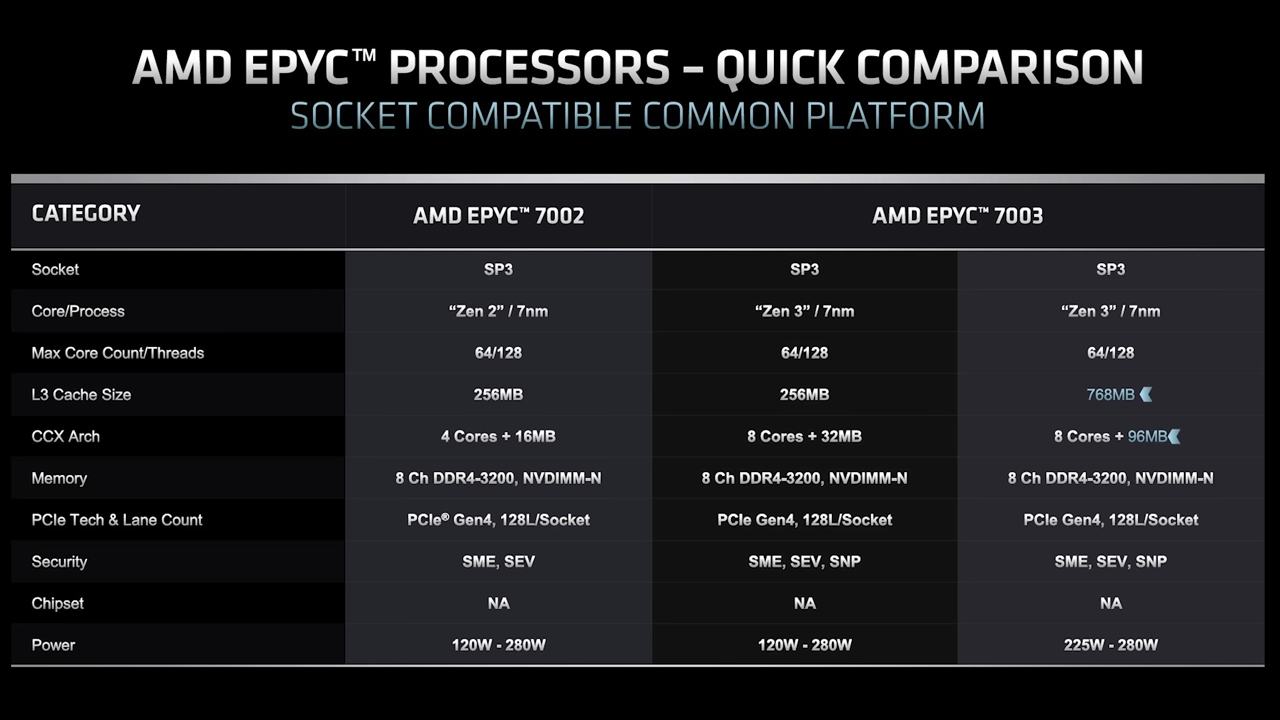 AMD EPYC™ PROCESSORS – QUICK COMPARISON
SOCKET COMPATIBLE COMMON PLATFORM
CATEGORY AMD EPYC™ 7002 AMD EPYC™ 7003
Socket SP3 SP3 SP3
Core/Process “Zen 2” / 7nm “Zen 3” / 7nm “Zen 3” / 7nm
Max Core Count/Threads 64/128 64/128 64/128
L3 Cache Size 256MB 256MB 768MB
CCX Arch 4 Cores + 16MB 8 Cores + 32MB 8 Cores + 96MB
Memory 8 Ch DDR4-3200, NVDIMM-N 8 Ch DDR4-3200, NVDIMM-N 8 Ch DDR4-3200, NVDIMM-N
PCIe Tech & Lane Count PCIe® Gen4, 128L/Socket PCIe Gen4, 128L/Socket PCIe Gen4, 128L/Socket
Security SME, SEV SME, SEV, SNP SME, SEV, SNP
Chipset NA NA NA
Power 120W - 280W 120W - 280W 225W - 280W